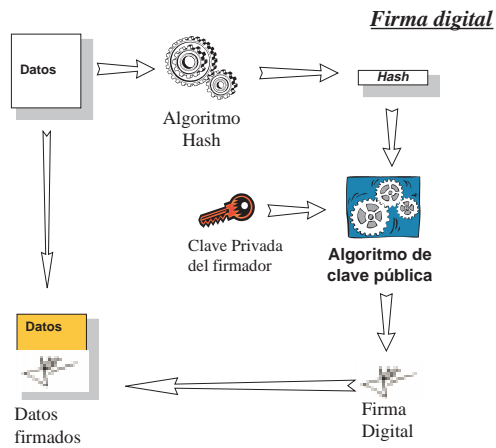 Firma digital
Datos
Algoritmo
Hash
Hash
Clave Privada
del firmador
Algoritmo de
clave pública
Datos
Datos
firmados
Firma
Digital